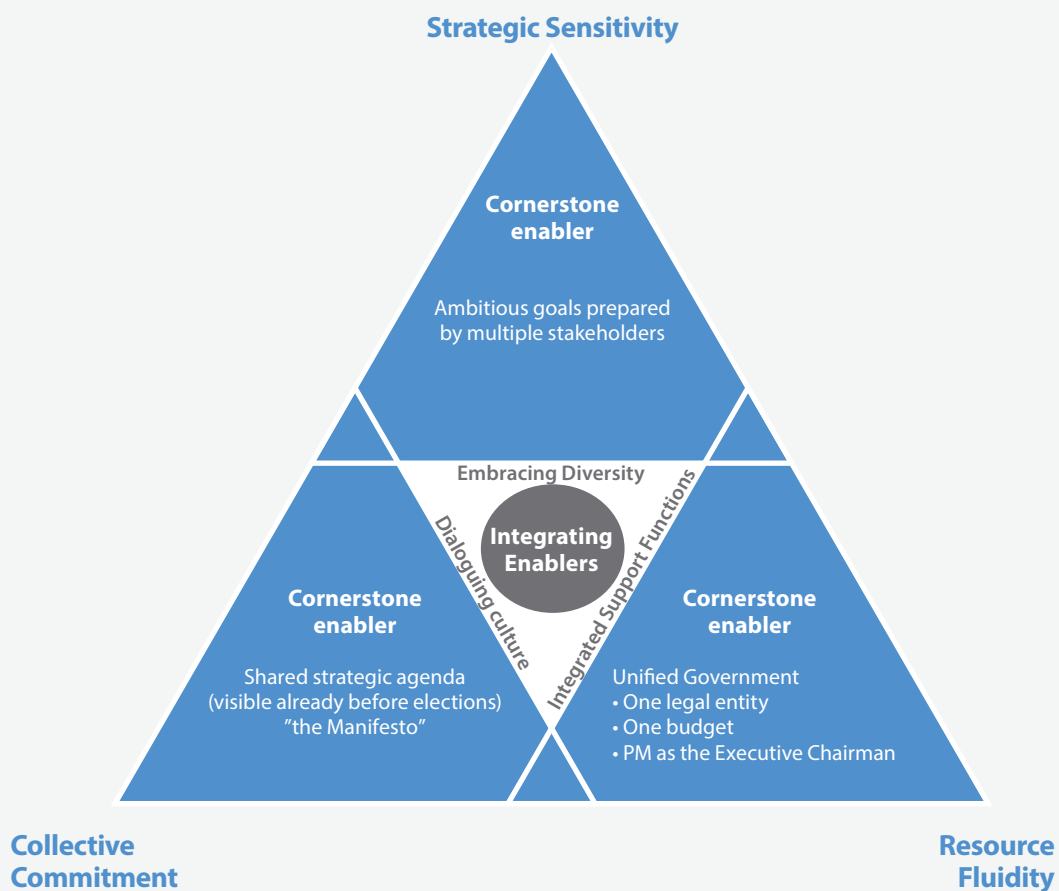 Strategic Sensitivity
Cornerstone
enabler
Ambitious goals prepared
by multiple stakeholders
Embracing Diversity
Dialoguing culture
Integrated Support Functions
Integrating
Enablers
Cornerstone
enabler
Shared strategic agenda
(visible already before elections)
”the Manifesto”
Cornerstone
enabler
Unified Government
• One legal entity
• One budget
• PM as the Executive Chairman
Collective
Commitment
Resource
Fluidity